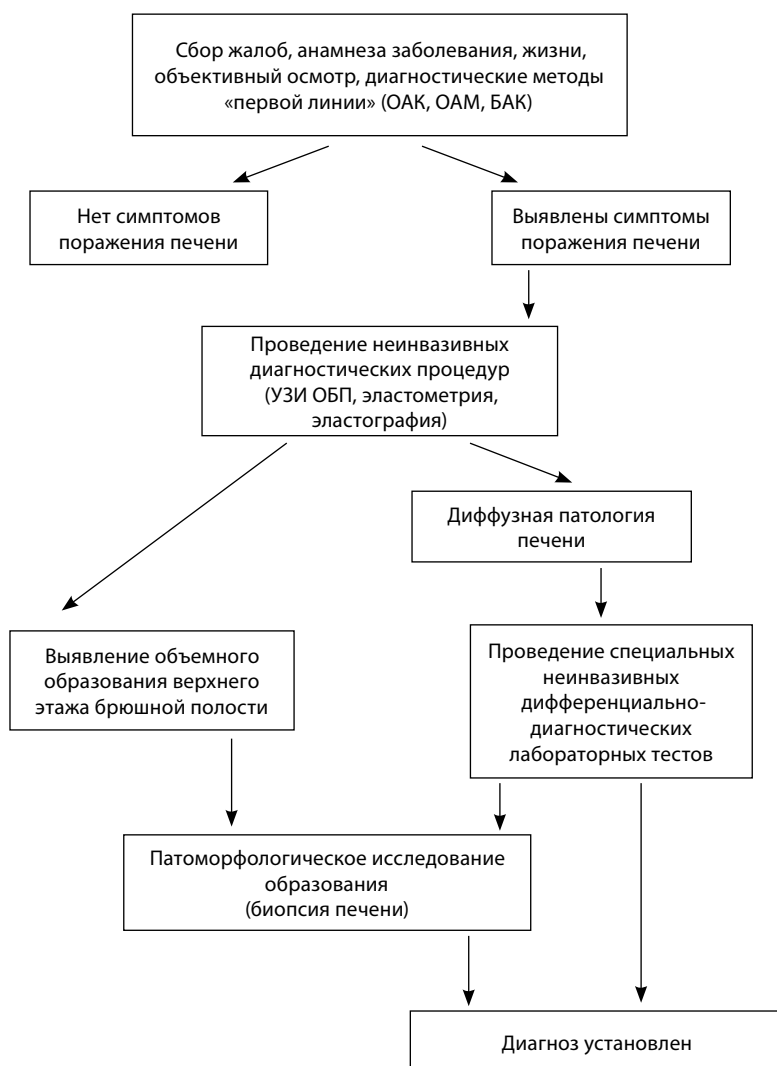 Сбор жалоб, анамнеза заболевания, жизни,
объективный осмотр, диагностические методы
«первой линии» (ОАК, ОАМ, БАК)
Нет симптомов
поражения печени
Выявлены симптомы
поражения печени
Проведение неинвазивных
диагностических процедур
(УЗИ ОБП, эластометрия,
эластография)
Диффузная патология
печени
Выявление объемного
образования верхнего
этажа брюшной полости
Проведение специальных
неинвазивных
дифференциально-
диагностических
лабораторных тестов
Патоморфологическое исследование
образования
(биопсия печени)
Диагноз установлен